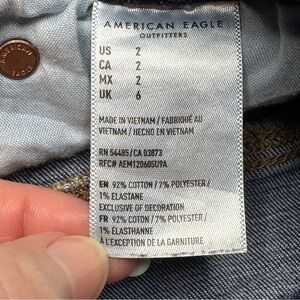 AMERICAN
EAGLE
AMERICAN EAGLE
OUTFITTERS
US 2
CA 2
MX 2
UK 6
MADE IN VIETNAM / FABRIQUÉ AU
VIETNAM / HECHO EN VIETNAM
RN 54485/CA 03873
RFC# AEM120605U9A
EN 92% COTTON / 7% POLYESTER /
1% ELASTANE
EXCLUSIVE OF DECORATION
FR 92% COTON / 7% POLYESTER /
1% ÉLASTHANNE
À L'EXCEPTION DE LA GARNITURE